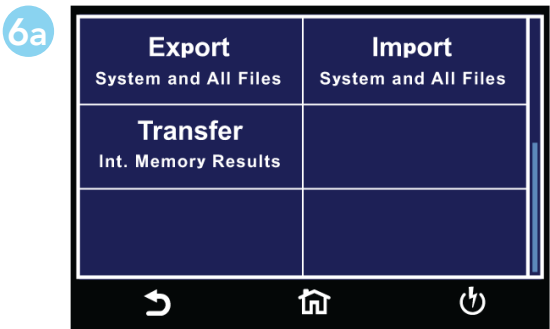 6a
Export
System and All Files
Import
System and All Files
Transfer
Int. Memory Results